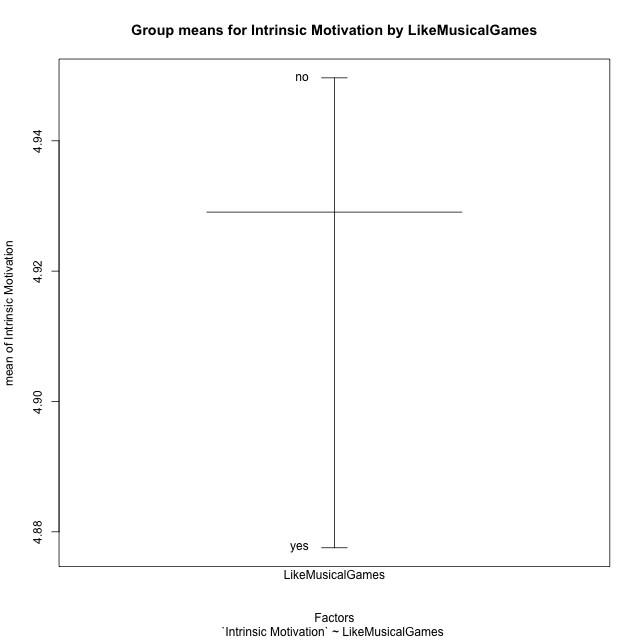 Group means for Intrinsic Motivation by LikeMusicalGames
no
4.94
4.92
4.90
4.88
mean of Intrinsic Motivation
yes
LikeMusicalGames
Factors
`Intrinsic Motivation` ~ LikeMusicalGames